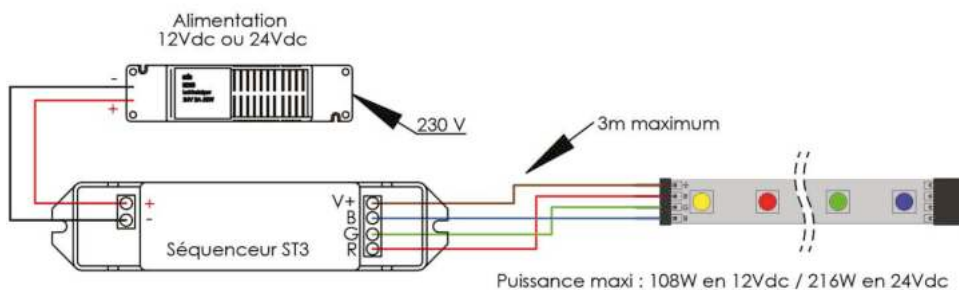 Alimentation
12Vdc ou 24Vdc
-
+
230 V
3m maximum
+
-
Séquenceur ST3
V+
B
G
R
Puissance maxi : 108W en 12Vdc / 216W en 24Vdc